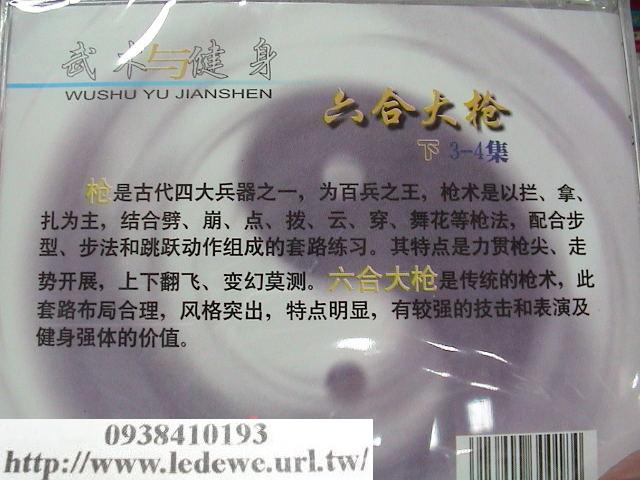 武术与健身
WUSHU YU JIANSHEN
六合大枪
下 3-4集
枪是古代四大兵器之一，为百兵之王，枪术是以拦、拿、
扎为主，结合劈、崩、点、拨、云、穿、舞花等枪法，配合步
型、步法和跳跃动作组成的套路练习。其特点是力贯枪尖、走
势开展，上下翻飞、变幻莫测。六合大枪是传统的枪术，此
套路布局合理，风格突出，特点明显，有较强的技击和表演及
健身强体的价值。
0938410193
http://www.ledewe.url.tw/